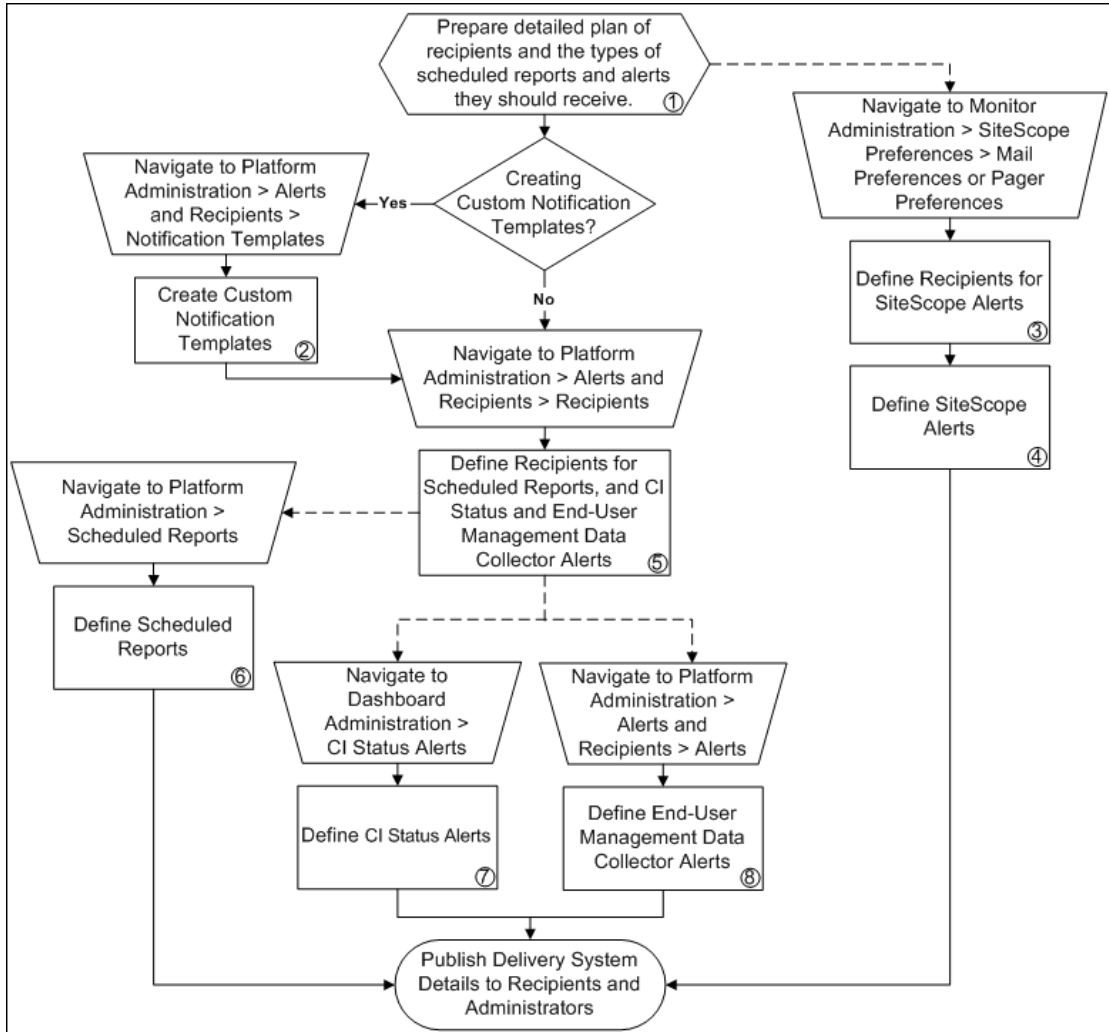 Prepare detailed plan of
recipients and the types of
scheduled reports and alerts
they should receive.
1
Navigate to Monitor
Administration > SiteScope
Preferences > Mail
Preferences or Pager
Preferences
Creating
Custom Notification
Templates?
Yes
No
Navigate to Platform
Administration > Alerts
and Recipients >
Notification Templates
Create Custom
Notification
Templates
2
Define Recipients for
SiteScope Alerts
3
Define SiteScope
Alerts
4
Navigate to Platform
Administration > Alerts and
Recipients > Recipients
Define Recipients for
Scheduled Reports, and CI
Status and End-User
Management Data
Collector Alerts
5
Navigate to Platform
Administration >
Scheduled Reports
Define Scheduled
Reports
6
Navigate to
Dashboard
Administration >
CI Status Alerts
Define CI Status Alerts
7
Navigate to Platform
Administration >
Alerts and
Recipients > Alerts
Define End-User
Management Data
Collector Alerts
8
Publish Delivery System
Details to Recipients and
Administrators